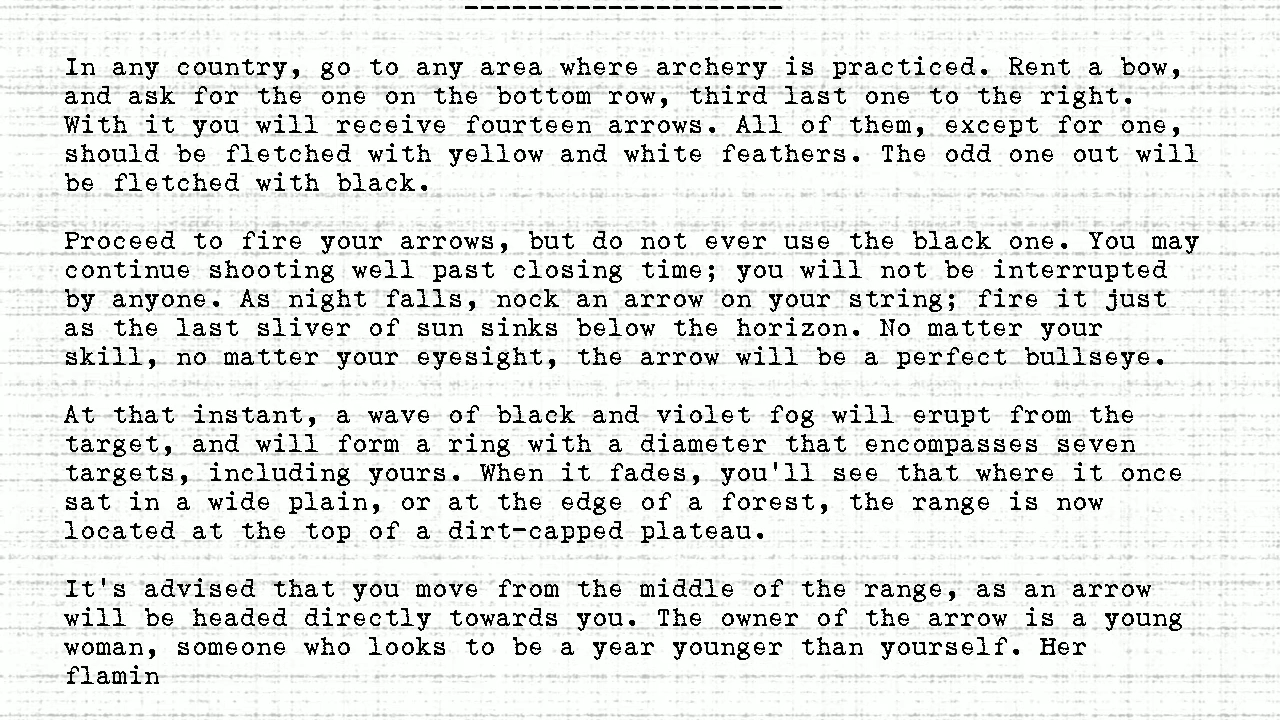 --------------------
In any country, go to any area where archery is practiced. Rent a bow,
and ask for the one on the bottom row, third last one to the right.
With it you will receive fourteen arrows. All of them, except for one,
should be fletched with yellow and white feathers. The odd one out will
be fletched with black.

Proceed to fire your arrows, but do not ever use the black one. You may
continue shooting well past closing time; you will not be interrupted
by anyone. As night falls, nock an arrow on your string; fire it just
as the last sliver of sun sinks below the horizon. No matter your
skill, no matter your eyesight, the arrow will be a perfect bullseye.

At that instant, a wave of black and violet fog will erupt from the
target, and will form a ring with a diameter that encompasses seven
targets, including yours. When it fades, you'll see that where it once
sat in a wide plain, or at the edge of a forest, the range is now
located at the top of a dirt-capped plateau.

It's advised that you move from the middle of the range, as an arrow
will be headed directly towards you. The owner of the arrow is a young
woman, someone who looks to be a year younger than yourself. Her
flamin